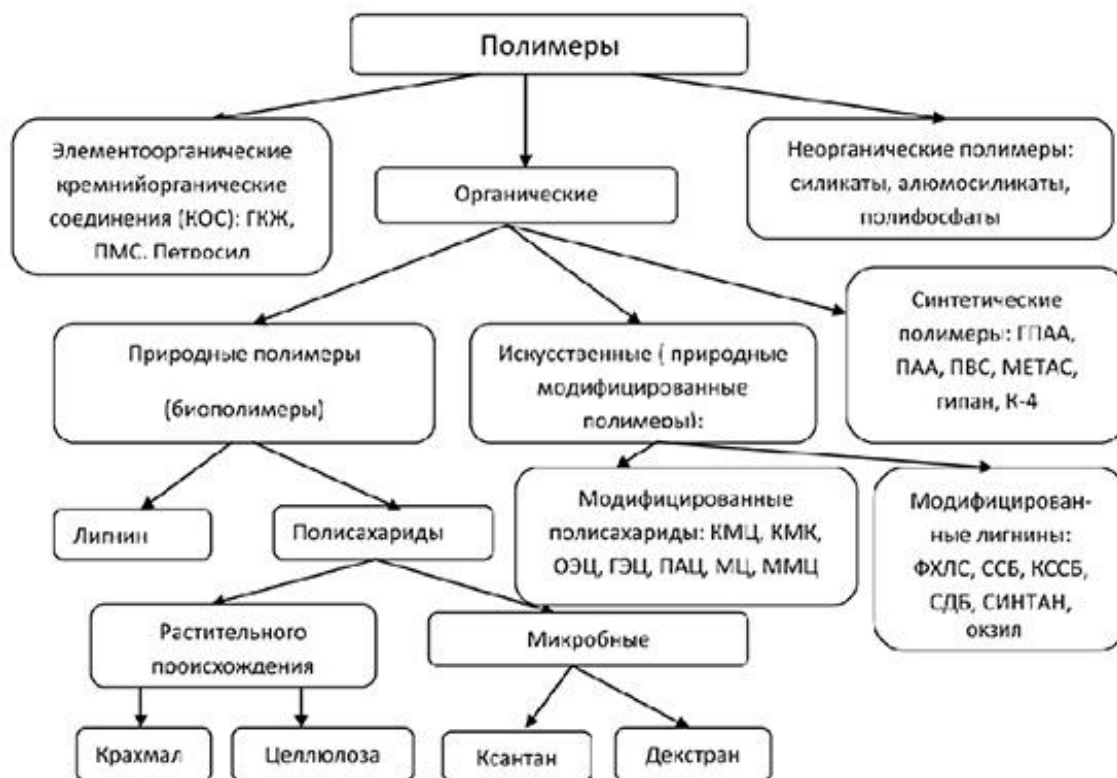 Полимеры
Элементоорганические
кремнийорганические
соединения (КОС): ГКЖ,
ПМС. Петросил
Органические
Неорганические полимеры:
силикаты, алюмосиликаты,
полифосфаты
Природные полимеры
(биополимеры)
Искусственные ( природные
модифицированные
полимеры):
Синтетические
полимеры: ГПАА,
ПАА, ПВС, МЕТАС,
гипан, К-4
Лигнин
Полисахариды
Модифицированные
полисахариды: КМЦ, КМК,
ОЭЦ, ГЭЦ, ПАЦ, МЦ, ММЦ
Модифицирован-
ные лигнины:
ФХЛС, ССБ, КССБ,
СДБ, СИНТАН,
окзил
Растительного
происхождения
Микробные
Крахмал
Целлюлоза
Ксантан
Декстран